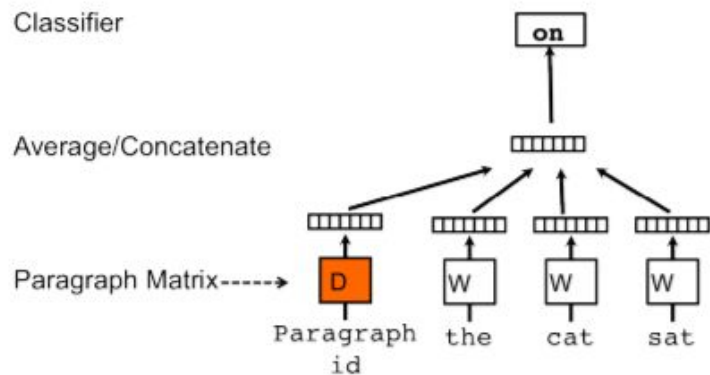 Classifier
on
Average/Concatenate
Paragraph Matrix
D
W
W
W
Paragraph
id
the
cat
sat